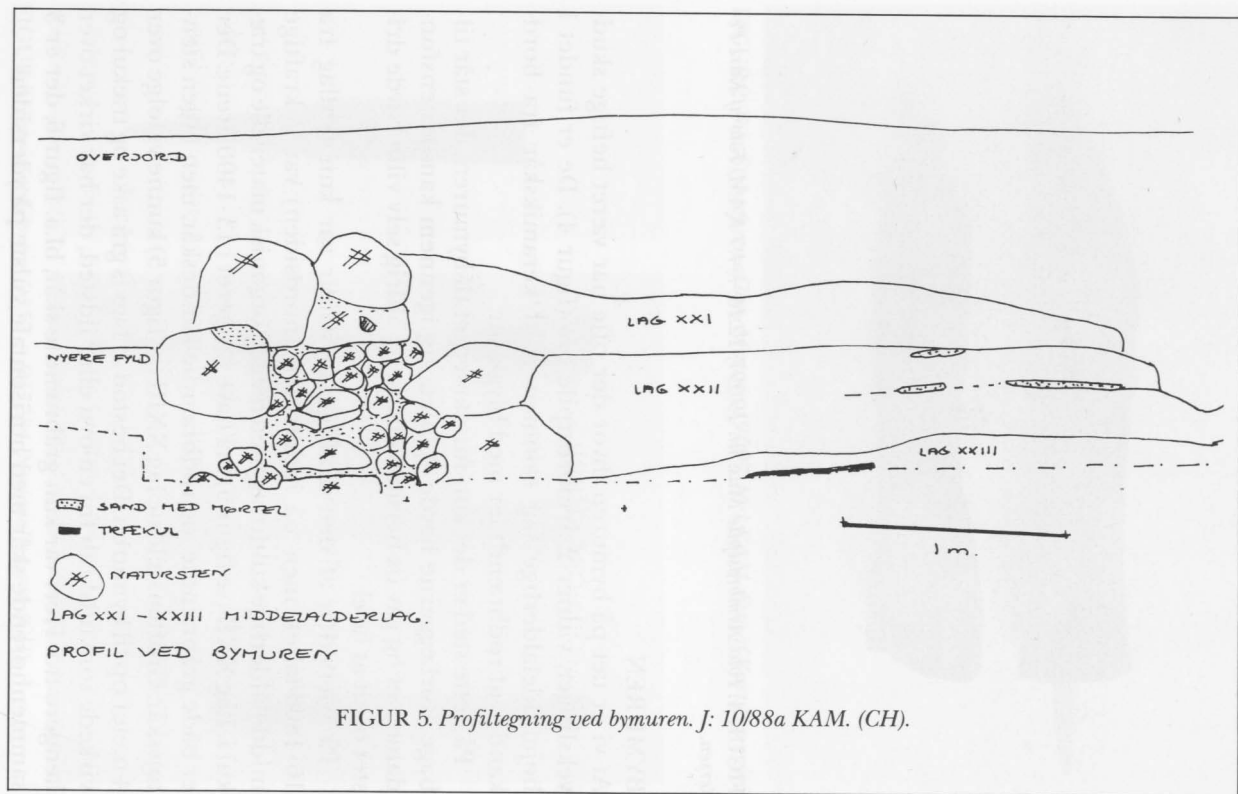 OVERJORD
LAG XXI
NYERE FYLD
LAG XXII
LAG XXIII
SAND MED MØRTEL
TRÆKUL
1 m.
NATURSTEN
LAG XXI - XXIII MIDDELALDERLAG.
PROFIL VED BYMUREN
FIGUR 5. Profiltegning ved bymuren. J: 10/88a KAM. (CH).